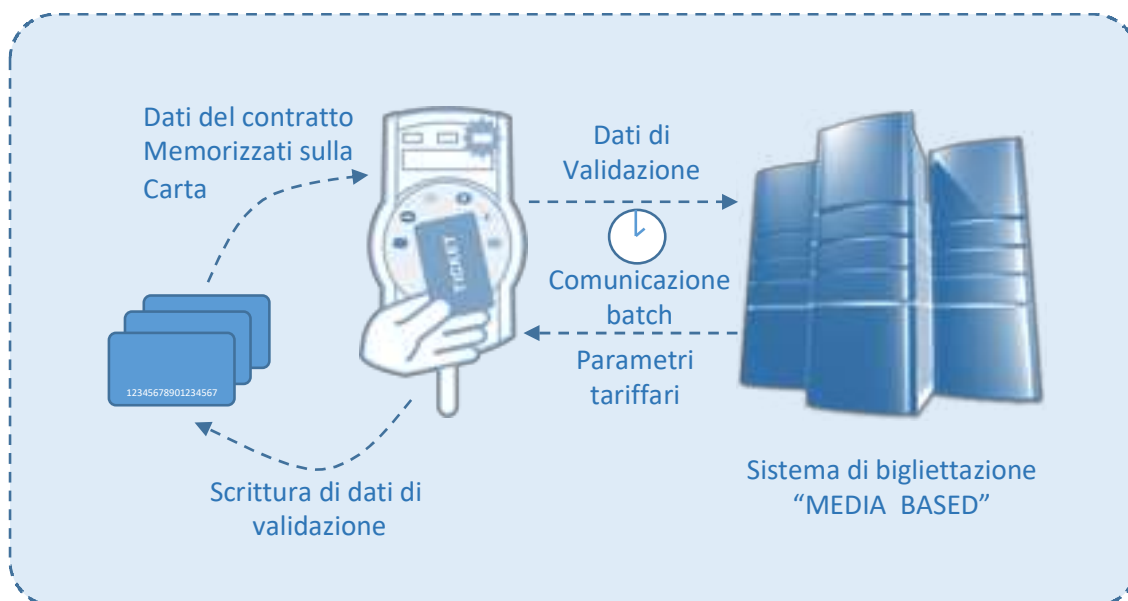 Dati del contratto
Memorizzati sulla
Carta
TICKET
Dati di
Validazione
Comunicazione
batch
Parametri
tariffari
12345678901234567
Scrittura di dati di
validazione
Sistema di bigliettazione
“MEDIA BASED”